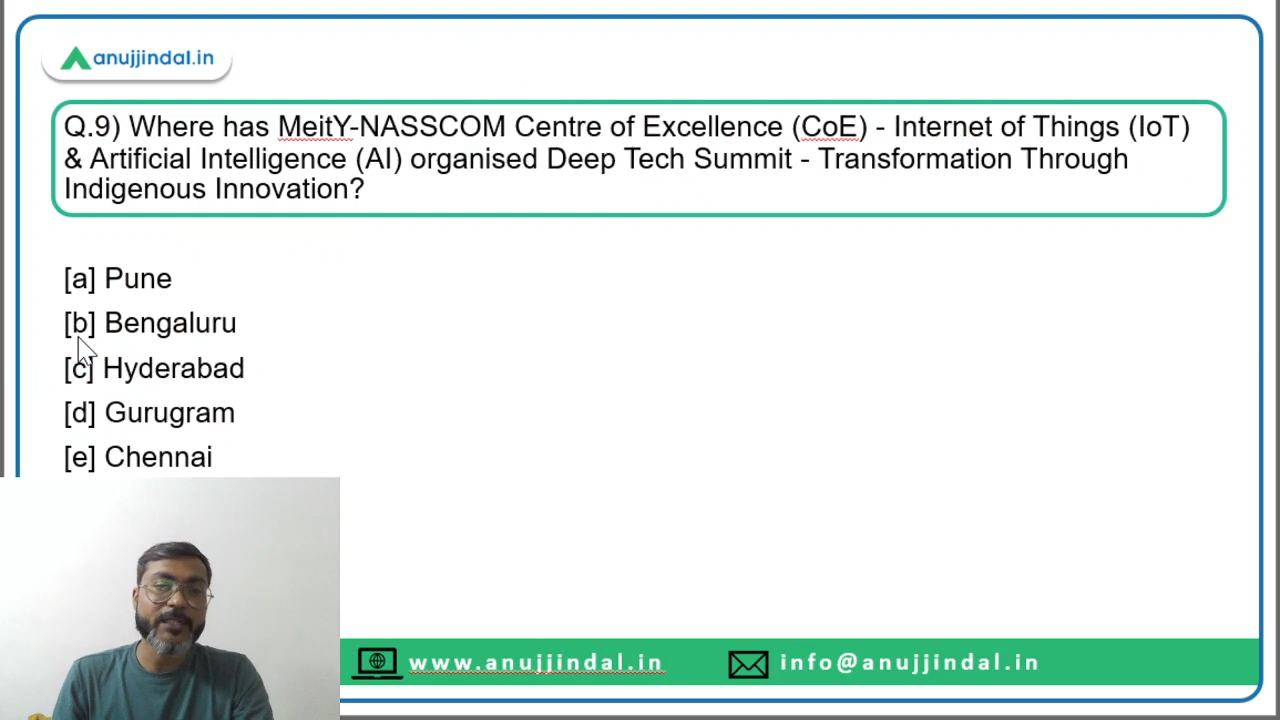 anujjindal.in
Q.9) Where has MeitY-NASSCOM Centre of Excellence (CoE) - Internet of Things (IoT)
& Artificial Intelligence (AI) organised Deep Tech Summit - Transformation Through
Indigenous Innovation?
[a] Pune
[b] Bengaluru
[c] Hyderabad
[d] Gurugram
[e] Chennai
www.anujjindal.in
info@anujjindal.in